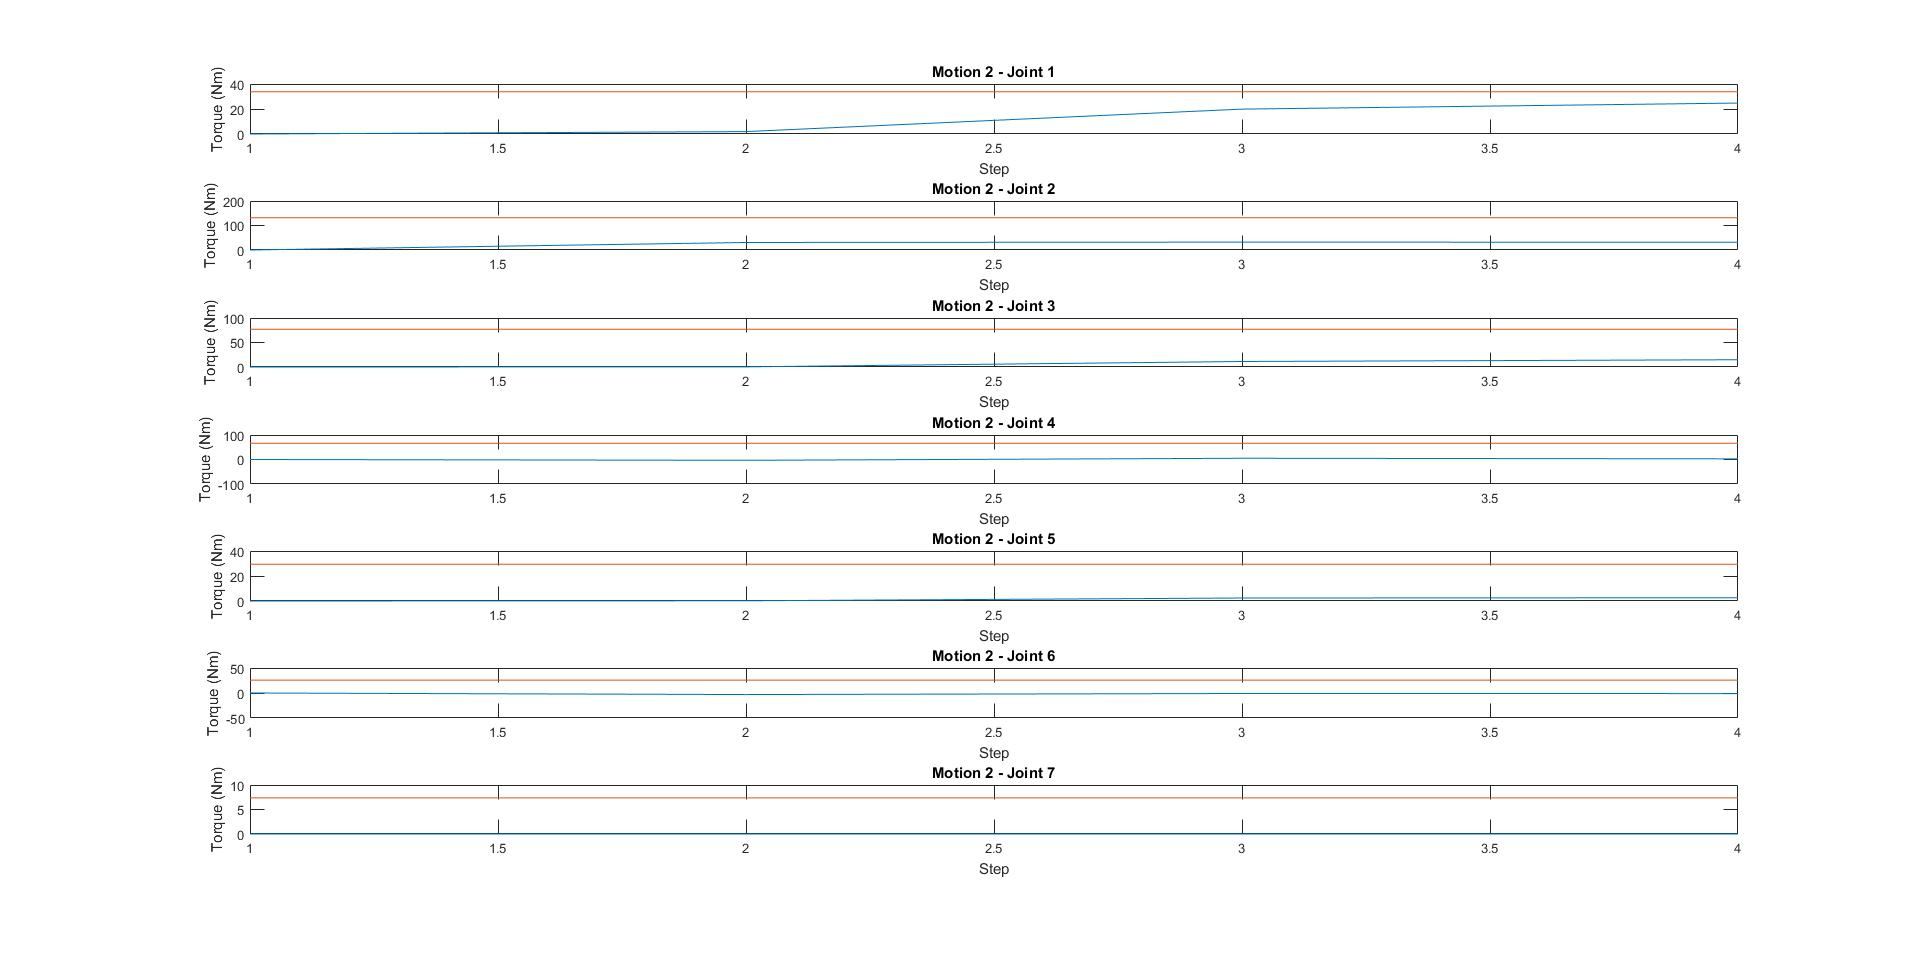 Motion 2 - Joint 1
Torque (Nm)
40
20
0
1 1.5 2 2.5 3 3.5 4
Step
Motion 2 - Joint 2
Torque (Nm)
200
100
0
1 1.5 2 2.5 3 3.5 4
Step
Motion 2 - Joint 3
Torque (Nm)
100
50
0
1 1.5 2 2.5 3 3.5 4
Step
Motion 2 - Joint 4
Torque (Nm)
100
0
-100
1 1.5 2 2.5 3 3.5 4
Step
Motion 2 - Joint 5
Torque (Nm)
40
20
0
1 1.5 2 2.5 3 3.5 4
Step
Motion 2 - Joint 6
Torque (Nm)
50
0
-50
1 1.5 2 2.5 3 3.5 4
Step
Motion 2 - Joint 7
Torque (Nm)
10
5
0
1 1.5 2 2.5 3 3.5 4
Step